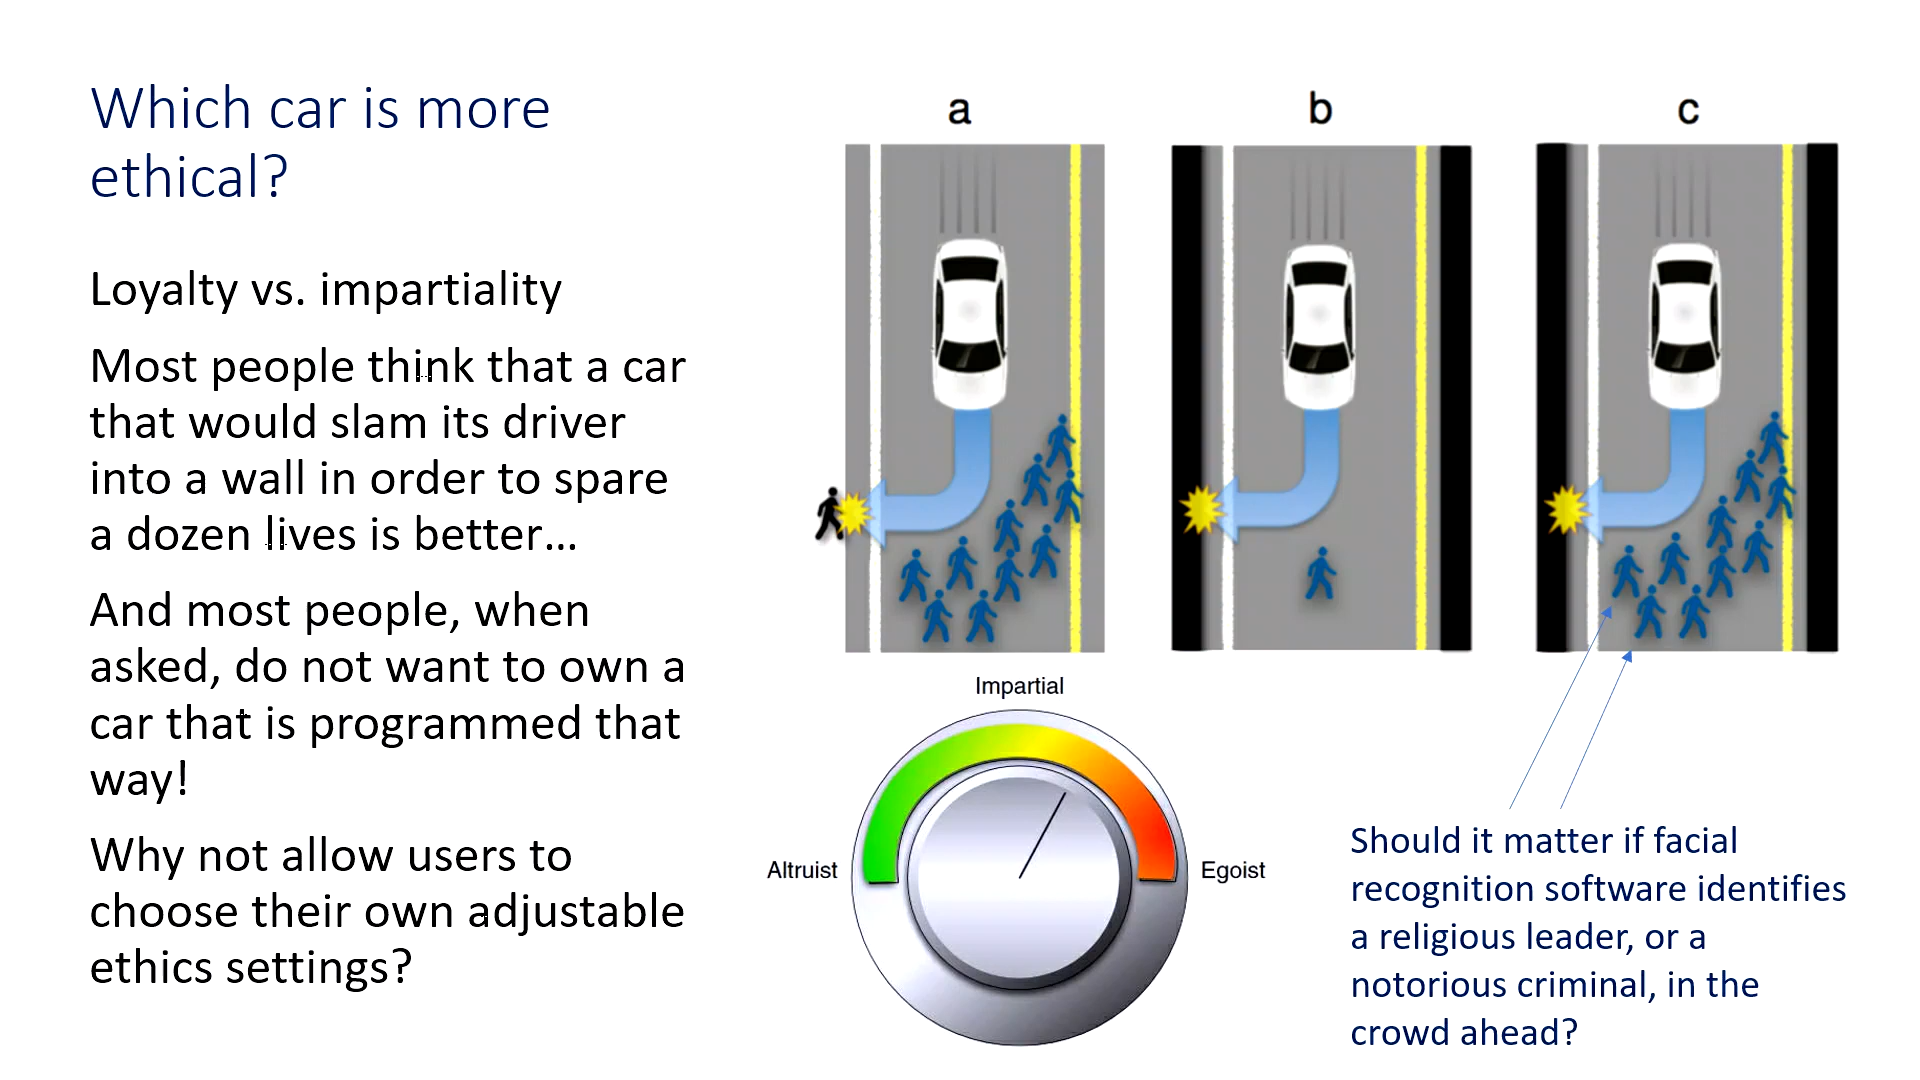 Which car is more
ethical?
Loyalty vs. impartiality
Most people think that a car
that would slam its driver
into a wall in order to spare
a dozen lives is better…
And most people, when
asked, do not want to own a
car that is programmed that
way!
Why not allow users to
choose their own adjustable
ethics settings?
a
b
c
Impartial
Altruist
Egoist
Should it matter if facial
recognition software identifies
a religious leader, or a
notorious criminal, in the
crowd ahead?